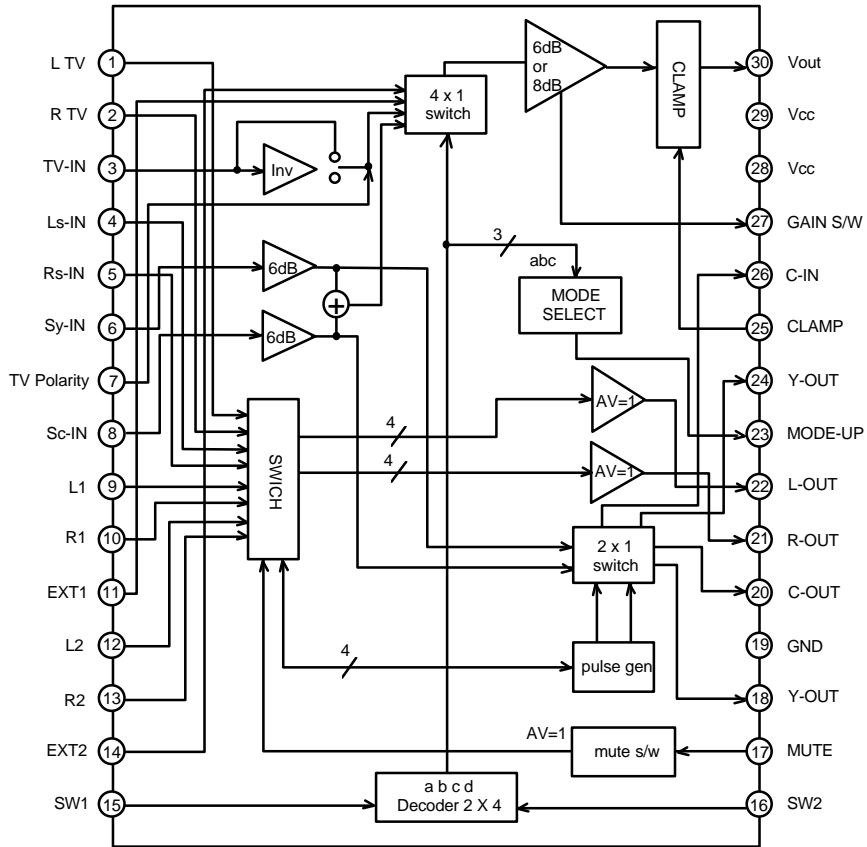 L TV
1
R TV
2
TV-IN
3
Ls-IN
4
Rs-IN
5
Sy-IN
6
TV Polarity
7
Sc-IN
8
L1
9
R1
10
EXT1
11
L2
12
R2
13
EXT2
14
SW1
15
Inv
6dB
6dB
+
SWICH
4 x 1
switch
6dB
or
8dB
CLAMP
3
abc
MODE
SELECT
4
4
AV=1
AV=1
2 x 1
switch
4
pulse gen
AV=1
mute s/w
a b c d
Decoder 2 X 4
30
Vout
29
Vcc
28
Vcc
27
GAIN S/W
26
C-IN
25
CLAMP
24
Y-OUT
23
MODE-UP
22
L-OUT
21
R-OUT
20
C-OUT
19
GND
18
Y-OUT
17
MUTE
16
SW2